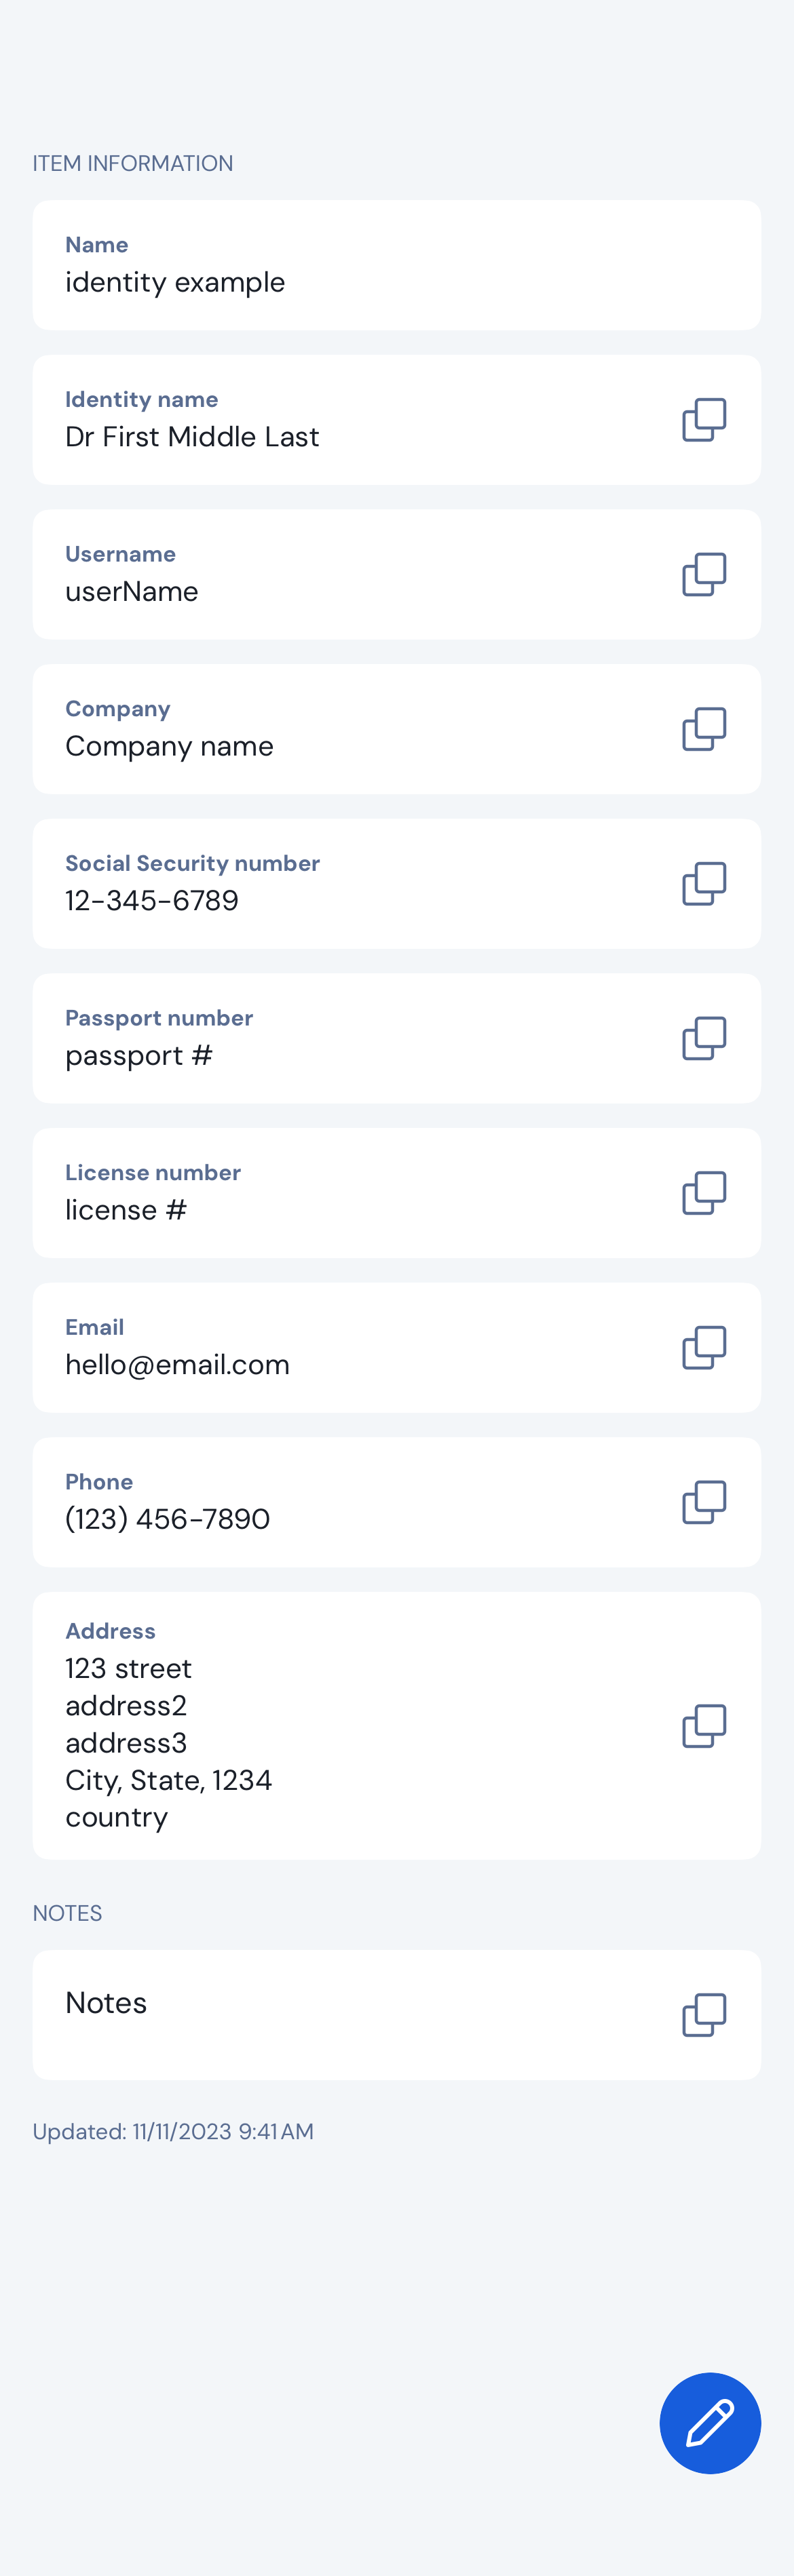 ITEM INFORMATION
Name
identity example
Identity name
Dr First Middle Last
Username
userName
Company
Company name
Social Security number
12-345-6789
Passport number
passport #
License number
license #
Email
hello@email.com
Phone
(123) 456-7890
Address
123 street
address2
address3
City, State, 1234
country
NOTES
Notes
Updated: 11/11/2023 9:41 AM